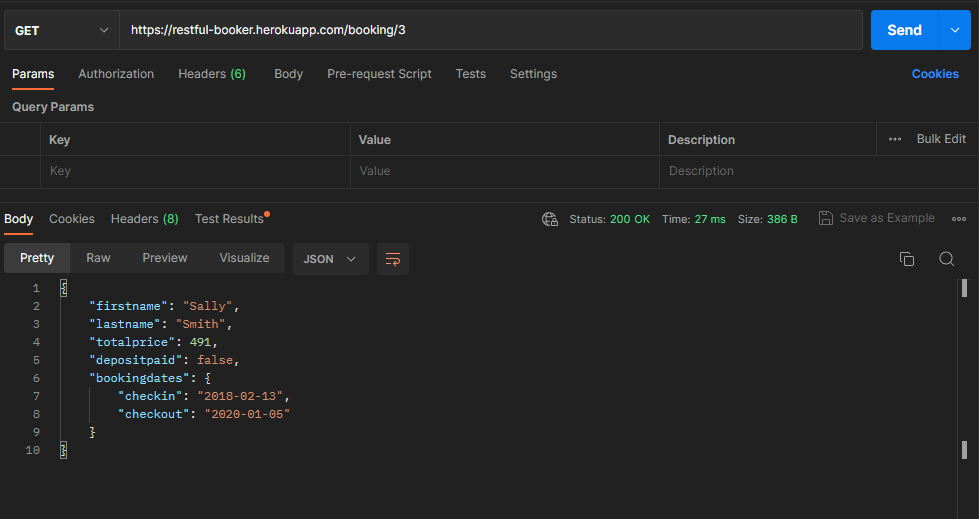 GET https://restful-booker.herokuapp.com/booking/3 Send
Params Authorization Headers (6) Body Pre-request Script Tests Settings Cookies
Query Params
Key Value Description ••• Bulk Edit
Key Value Description
Body Cookies Headers (8) Test Results Status: 200 OK Time: 27 ms Size: 386 B Save as Example
Pretty Raw Preview Visualize JSON
1 {
2 "firstname": "Sally",
3 "lastname": "Smith",
4 "totalprice": 491,
5 "depositpaid": false,
6 "bookingdates": {
7 "checkin": "2018-02-13",
8 "checkout": "2020-01-05"
9 }
10 }